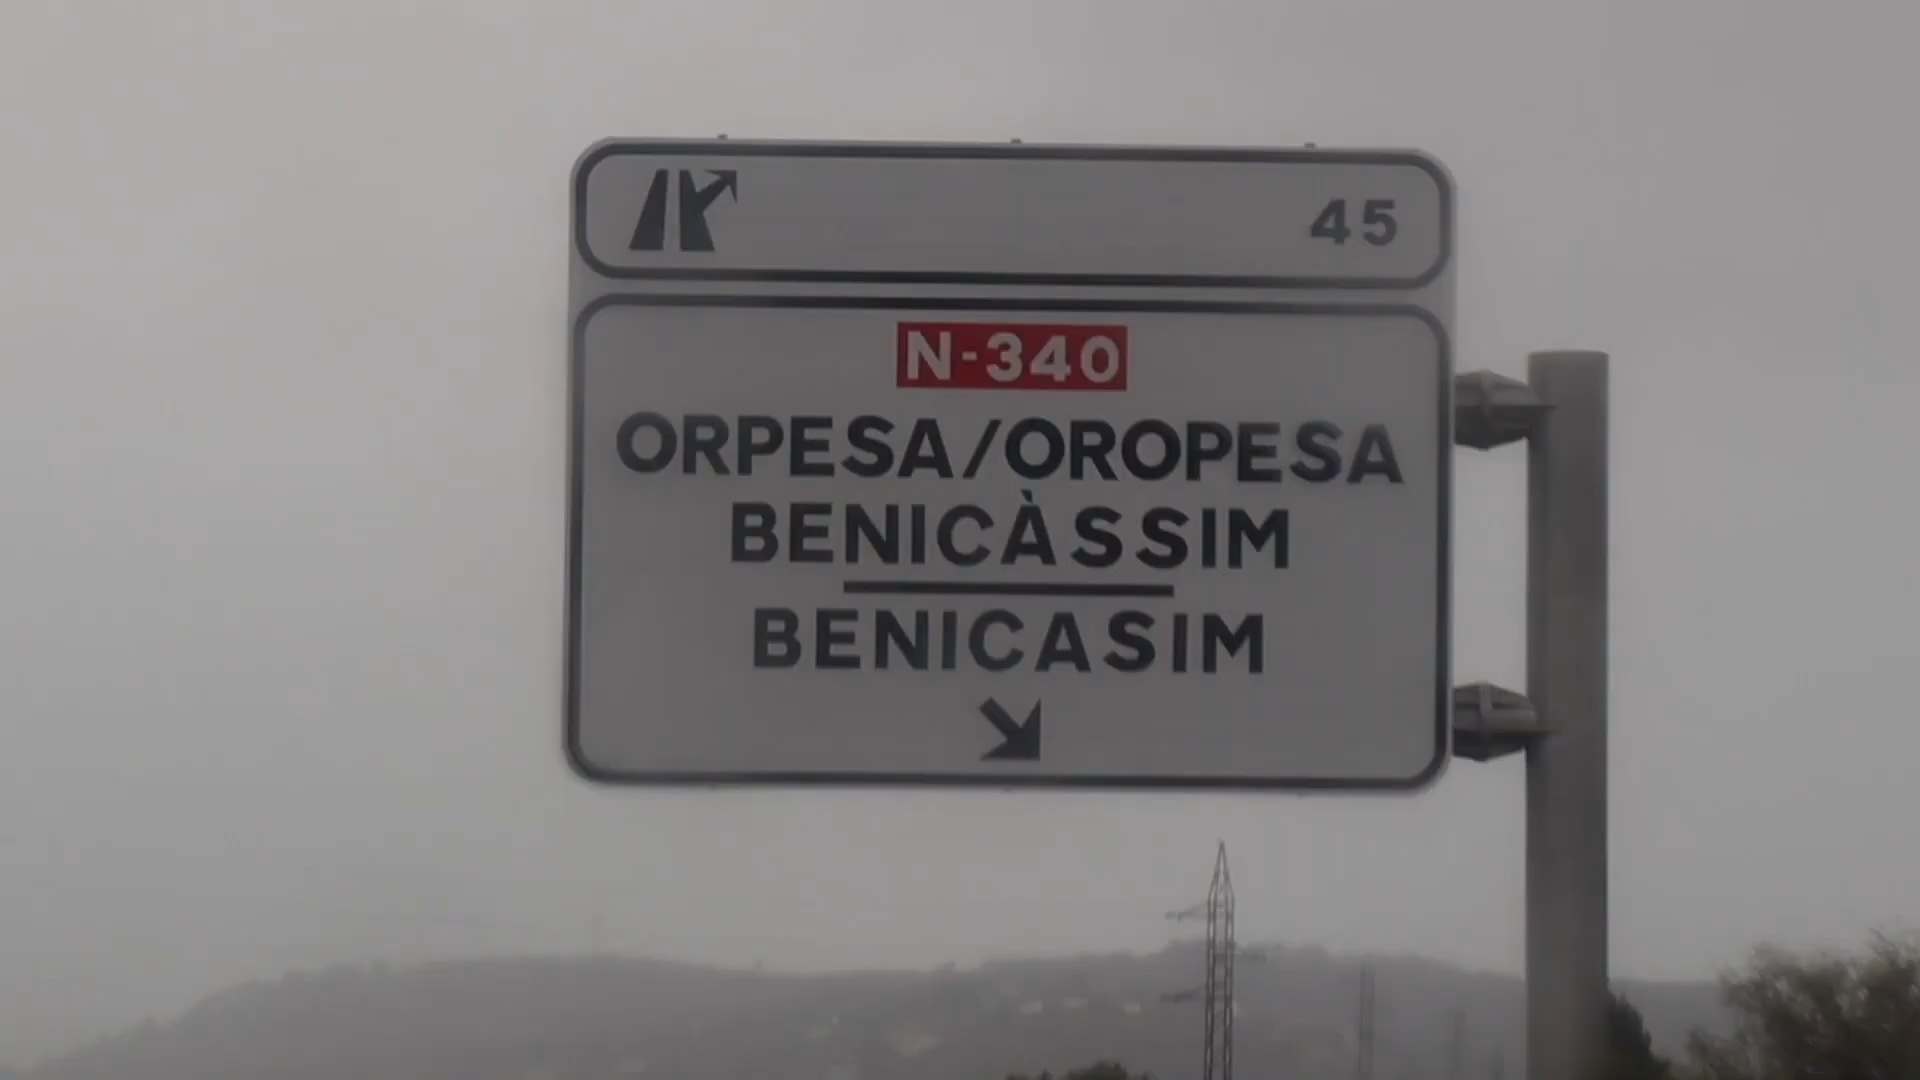 45
N-340
ORPESA/OROPESA
BENICÀSSIM
BENICASIM